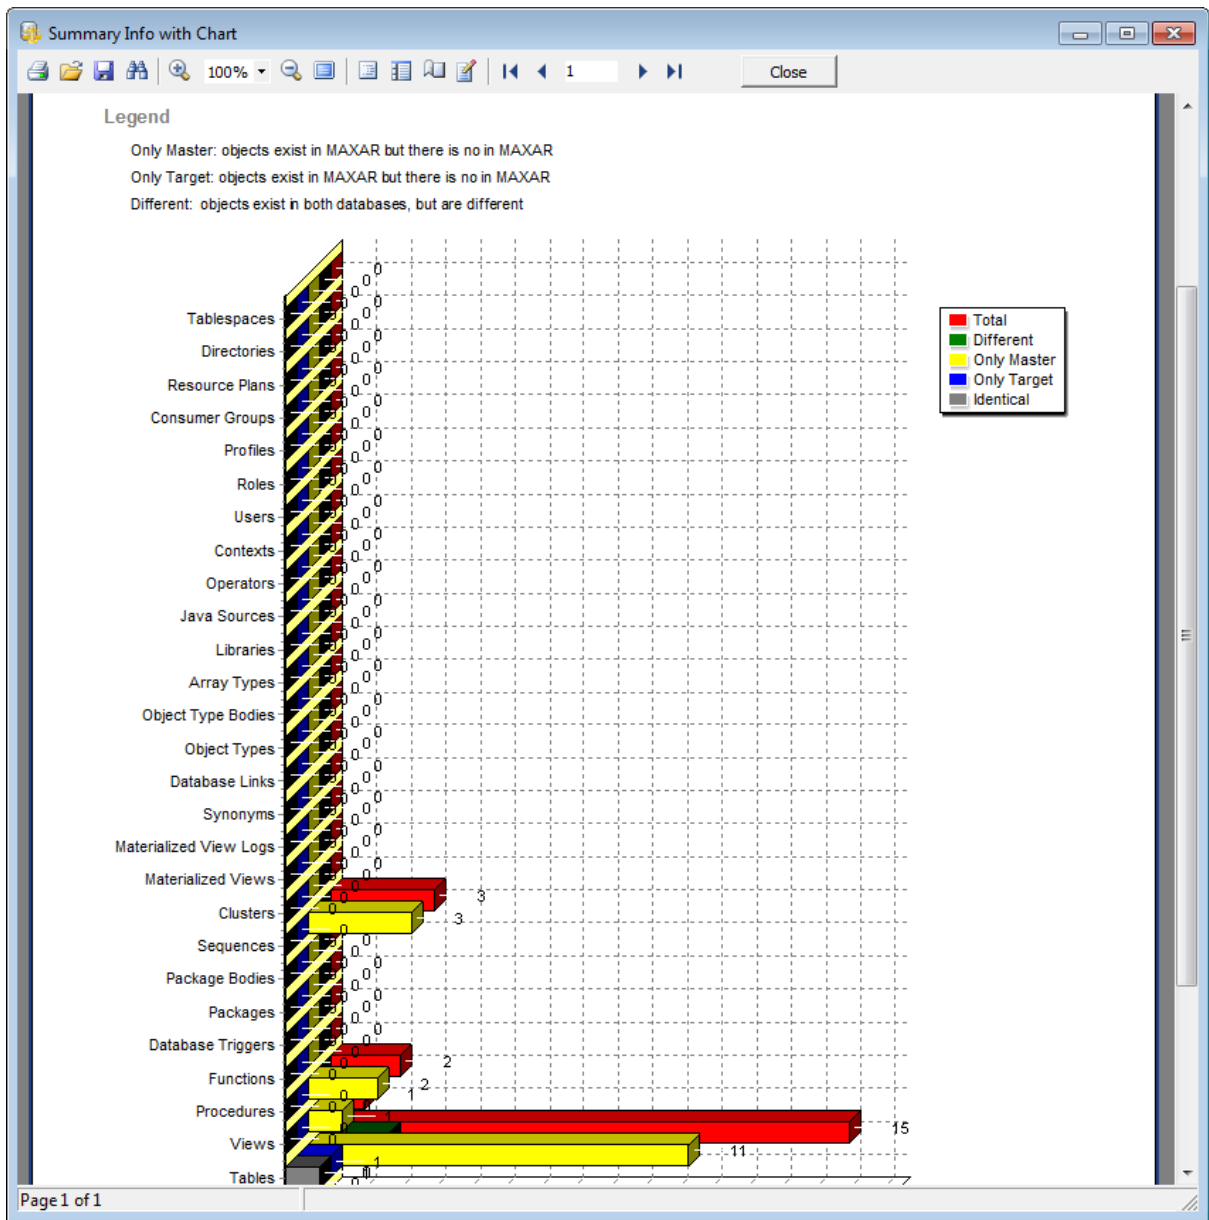 Summary Info with Chart
100%
1
Close
Legend
Only Master: objects exist in MAXAR but there is no in MAXAR
Only Target: objects exist in MAXAR but there is no in MAXAR
Different: objects exist in both databases, but are different
Total
Different
Only Master
Only Target
Identical
Tablespaces
Directories
Resource Plans
Consumer Groups
Profiles
Roles
Users
Contexts
Operators
Java Sources
Libraries
Array Types
Object Type Bodies
Object Types
Database Links
Synonyms
Materialized View Logs
Materialized Views
3
Clusters
3
Sequences
Package Bodies
Packages
Database Triggers
2
Functions
2
1
Procedures
1
15
Views
11
1
Tables
Page 1 of 1